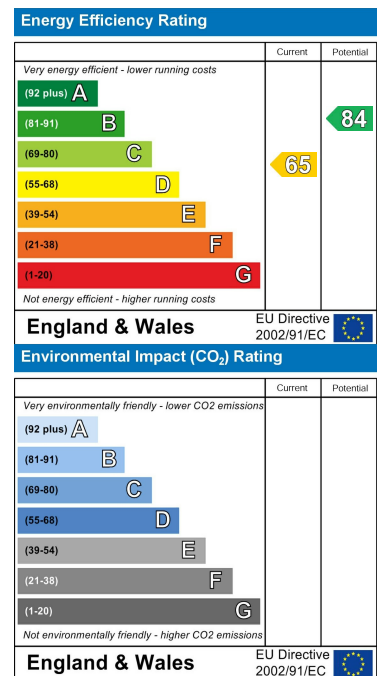 Energy Efficiency Rating
Current Potential
Very energy efficient - lower running costs
(92 plus) A
(81-91) B
84
(69-80) C
65
(55-68) D
(39-54) E
(21-38) F
(1-20) G
Not energy efficient - higher running costs
England & Wales
EU Directive
2002/91/EC
Environmental Impact (CO₂) Rating
Current Potential
Very environmentally friendly - lower CO2 emissions
(92 plus) A
(81-91) B
(69-80) C
(55-68) D
(39-54) E
(21-38) F
(1-20) G
Not environmentally friendly - higher CO2 emissions
England & Wales
EU Directive
2002/91/EC